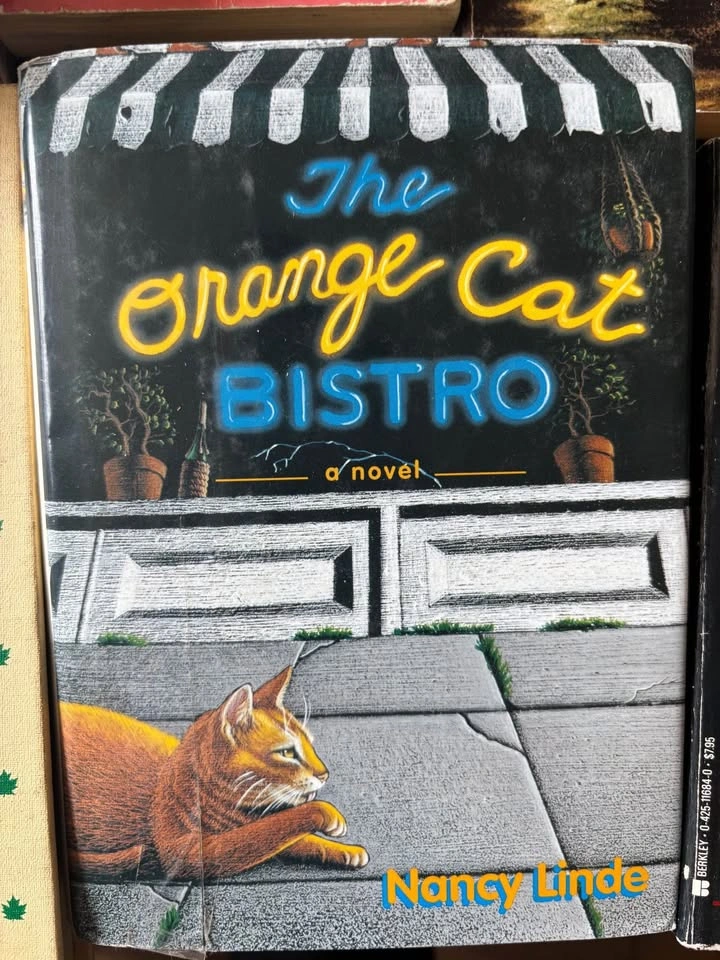 The
Orange Cat
BISTRO
a novel
Nancy Linde
BERKLEY · 0-425-11684-0 · $7.95